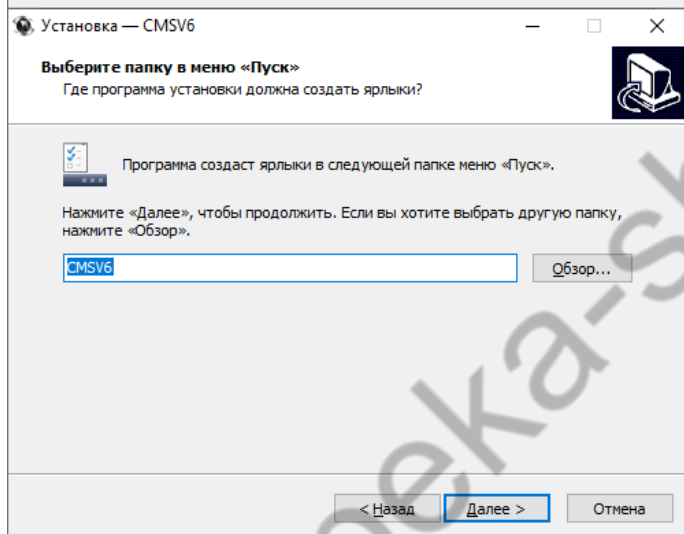 Установка — CMSV6
Выберите папку в меню «Пуск»
Где программа установки должна создать ярлыки?
Программа создаст ярлыки в следующей папке меню «Пуск».
Нажмите «Далее», чтобы продолжить. Если вы хотите выбрать другую папку,
нажмите «Обзор».
CMSV6
Обзор...
< Назад
Далее >
Отмена